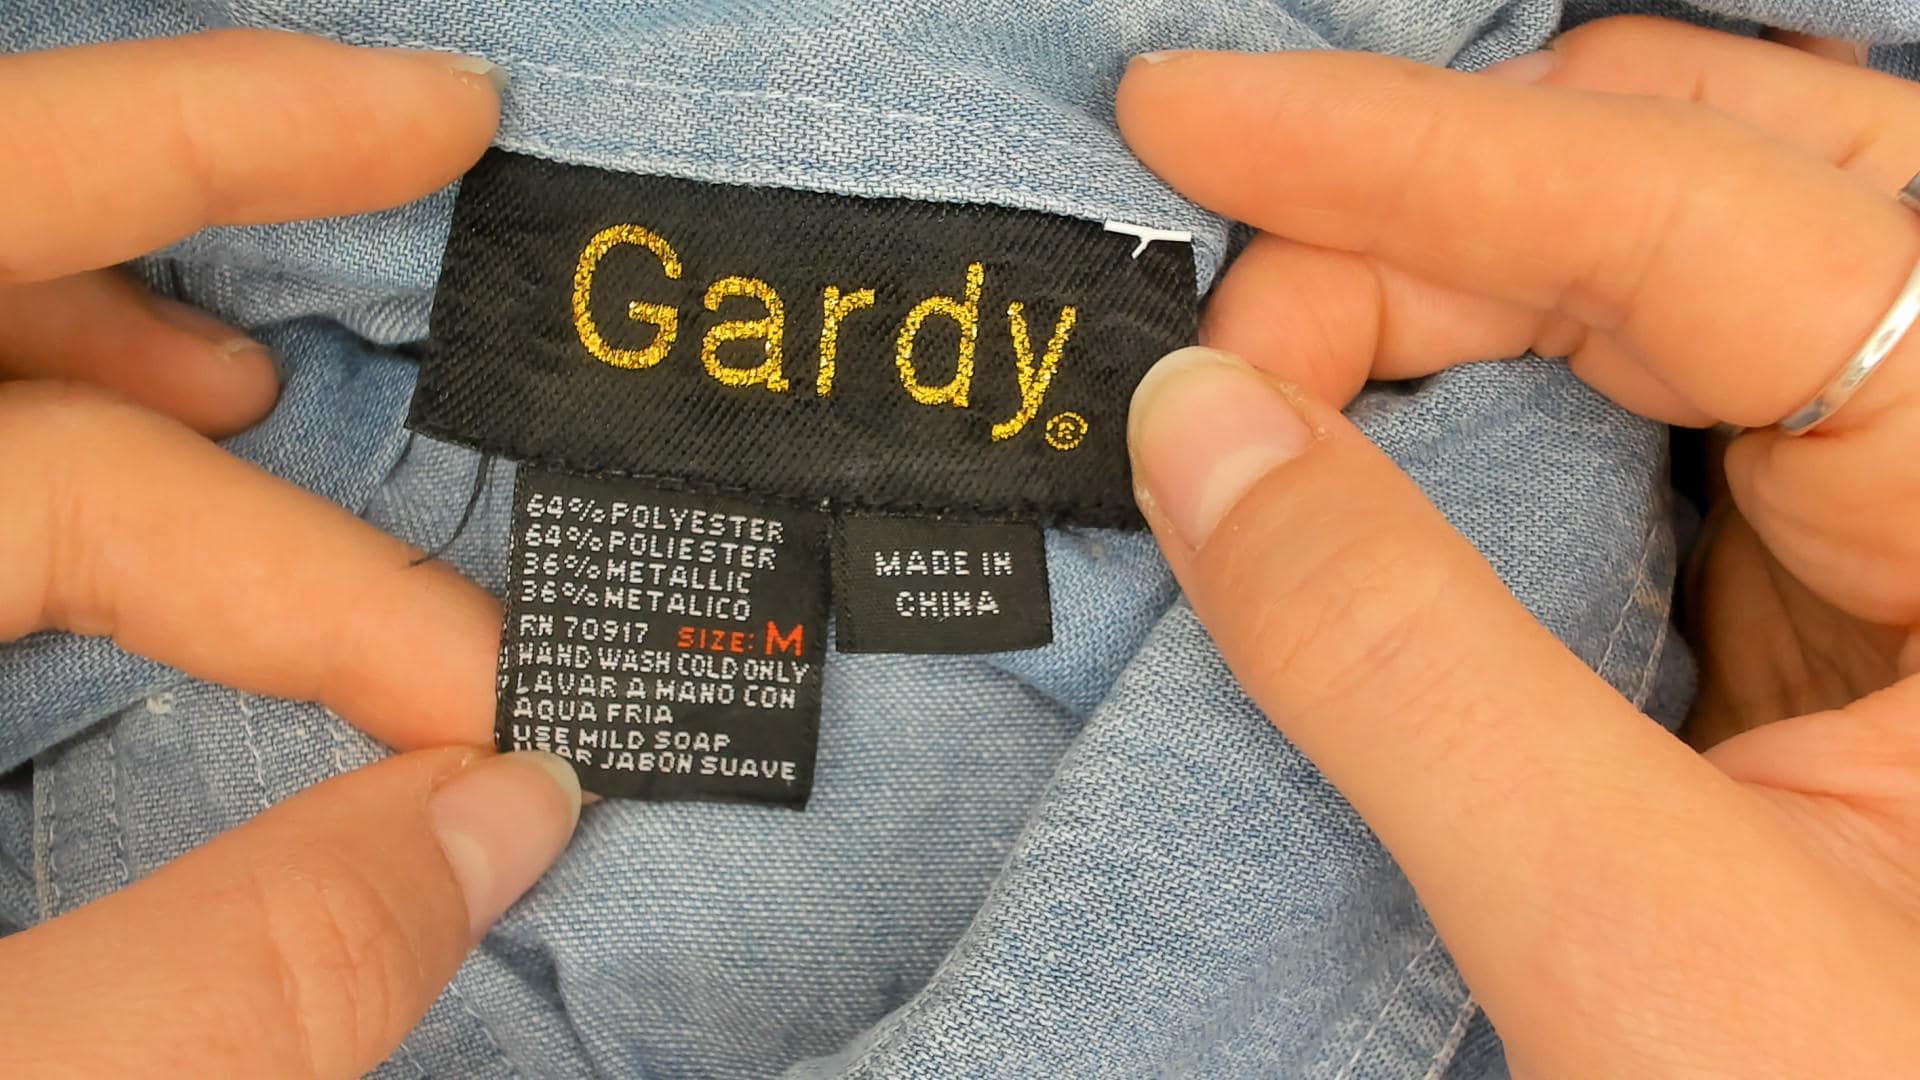 Gardy®
64% POLYESTER
64% POLIESTER
36% METALLIC
36% METALICO
RN 70917 SIZE: M
HAND WASH COLD ONLY
LAVAR A MANO CON
AQUA FRIA
USE MILD SOAP
USAR JABON SUAVE
MADE IN
CHINA